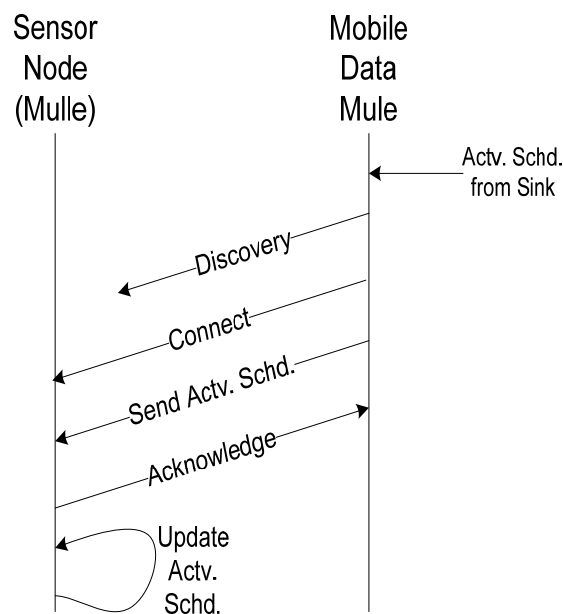 Sensor
Node
(Mulle)
Mobile
Data
Mule
Actv. Schd.
from Sink
Discovery
Connect
Send Actv. Schd.
Acknowledge
Update
Actv.
Schd.